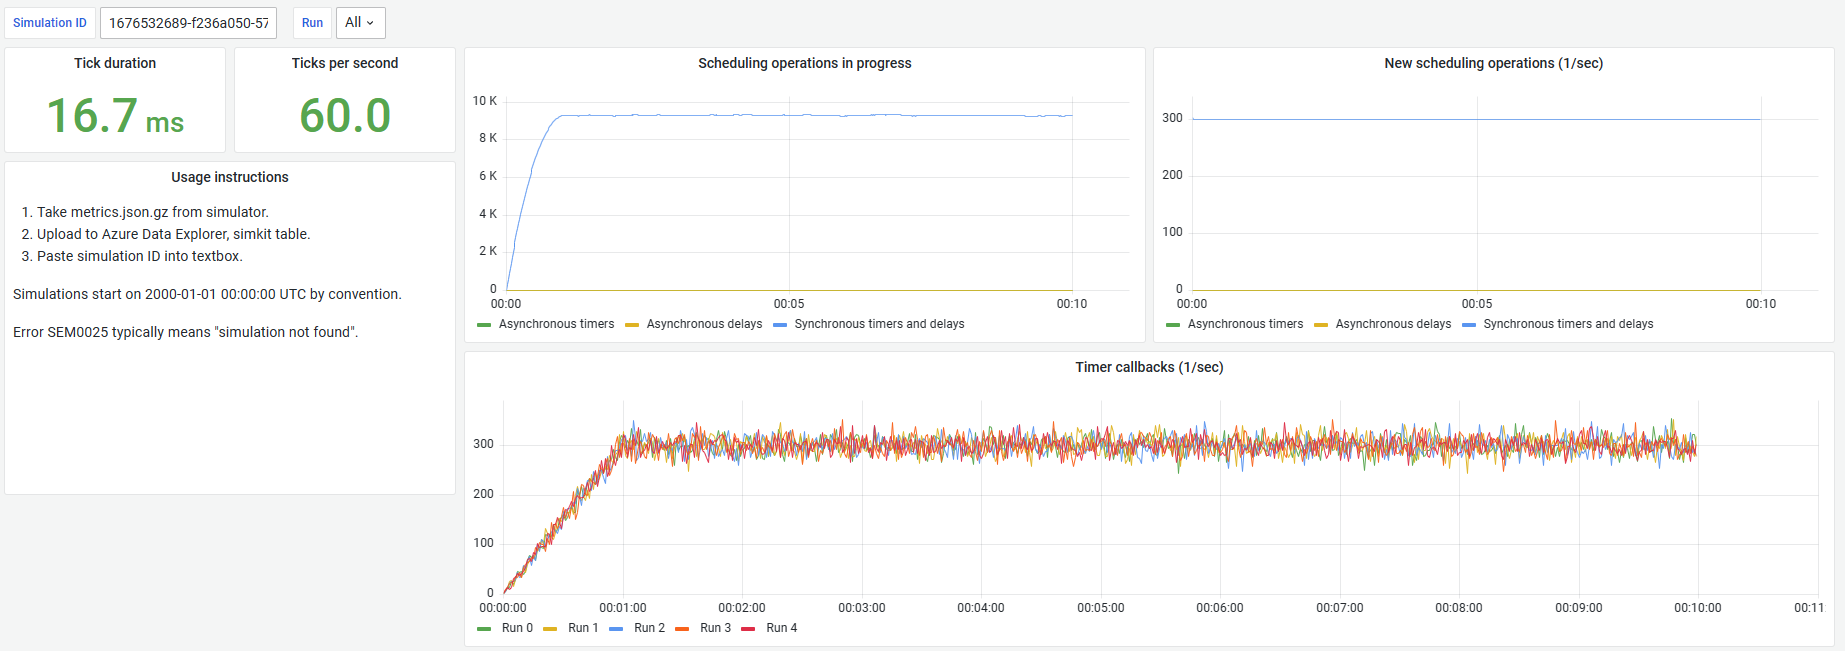 Simulation ID 1676532689-f236a050-57 Run All
Tick duration
16.7 ms
Ticks per second
60.0
Usage instructions
1. Take metrics.json.gz from simulator.
2. Upload to Azure Data Explorer, simkit table.
3. Paste simulation ID into textbox.
Simulations start on 2000-01-01 00:00:00 UTC by convention.
Error SEM0025 typically means "simulation not found".
Scheduling operations in progress
10 K
8 K
6 K
4 K
2 K
0
00:00 00:05 00:10
Asynchronous timers Asynchronous delays Synchronous timers and delays
New scheduling operations (1/sec)
300
200
100
0
00:00 00:05 00:10
Asynchronous timers Asynchronous delays Synchronous timers and delays
Timer callbacks (1/sec)
300
200
100
0
00:00:00 00:01:00 00:02:00 00:03:00 00:04:00 00:05:00 00:06:00 00:07:00 00:08:00 00:09:00 00:10:00 00:11
Run 0 Run 1 Run 2 Run 3 Run 4